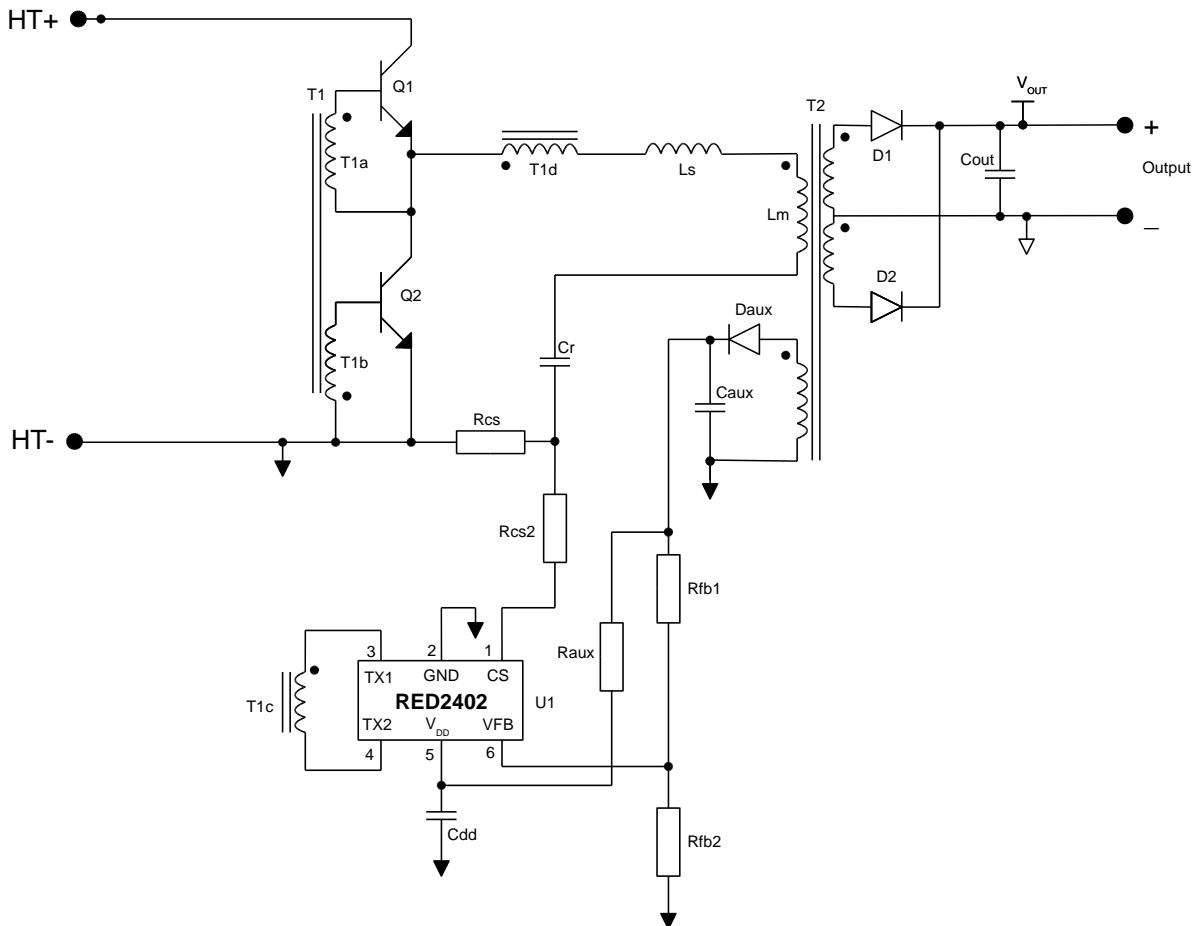 HT+
Q1
T1
T1a
T1d
Ls
Lm
T2
D1
VOUT
+
Cout
Output
–
D2
Q2
T1b
Cr
Daux
Caux
HT-
Rcs
Rcs2
Rfb1
Raux
3
2
1
TX1
GND
CS
RED2402
U1
T1c
TX2
VDD
VFB
4
5
6
Cdd
Rfb2